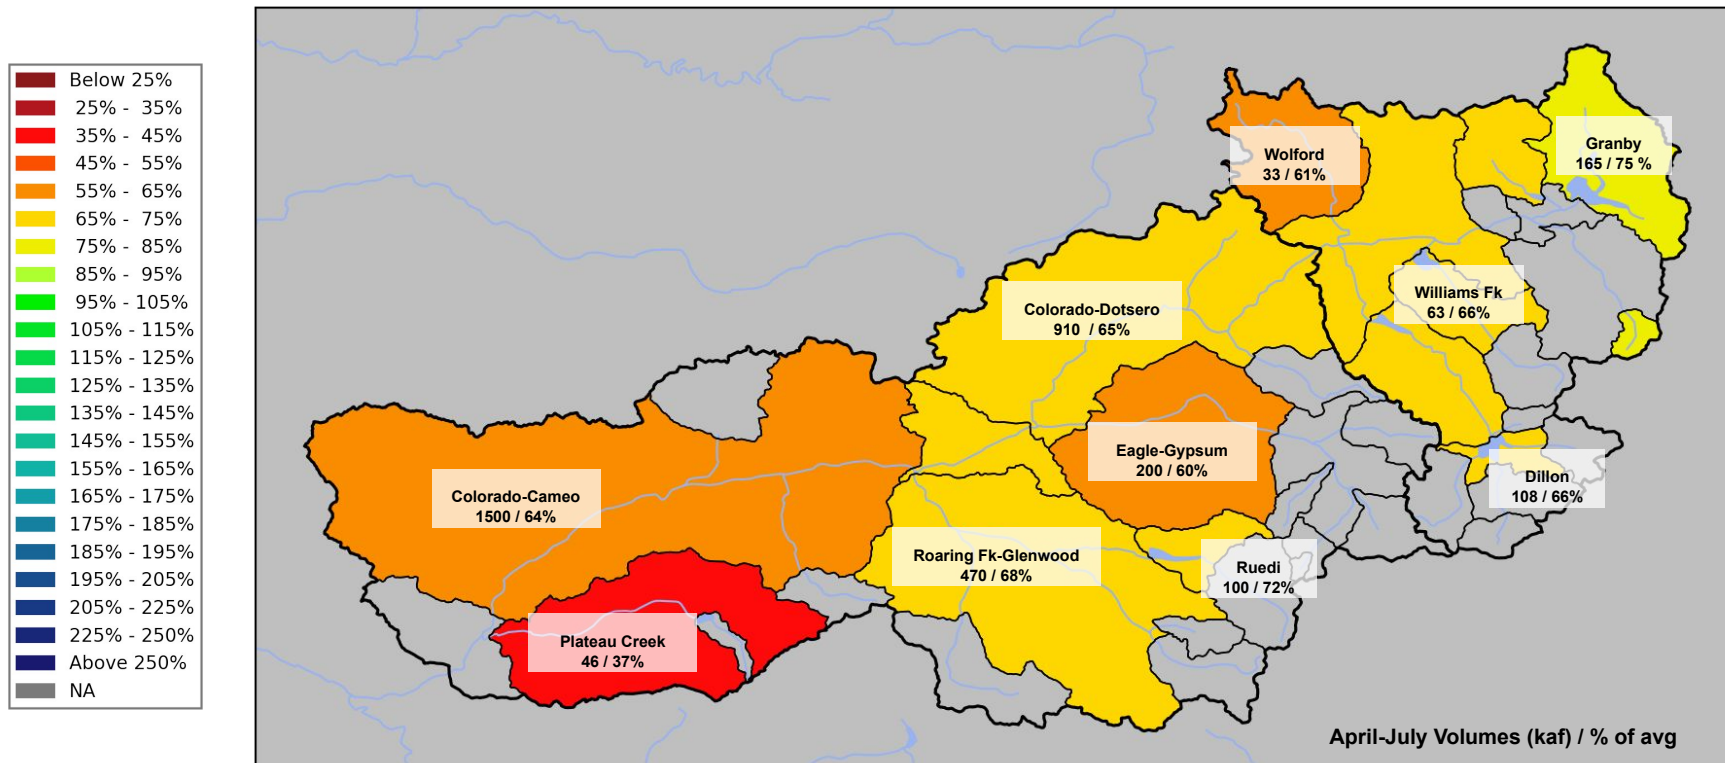 Below 25%
25% - 35%
35% - 45%
45% - 55%
55% - 65%
65% - 75%
75% - 85%
85% - 95%
95% - 105%
105% - 115%
115% - 125%
125% - 135%
135% - 145%
145% - 155%
155% - 165%
165% - 175%
175% - 185%
185% - 195%
195% - 205%
205% - 225%
225% - 250%
Above 250%
NA
Wolford
33 / 61%
Granby
165 / 75 %
Colorado-Dotsero
910 / 65%
Williams Fk
63 / 66%
Eagle-Gypsum
200 / 60%
Dillon
108 / 66%
Colorado-Cameo
1500 / 64%
Roaring Fk-Glenwood
470 / 68%
Ruedi
100 / 72%
Plateau Creek
46 / 37%
April-July Volumes (kaf) / % of avg